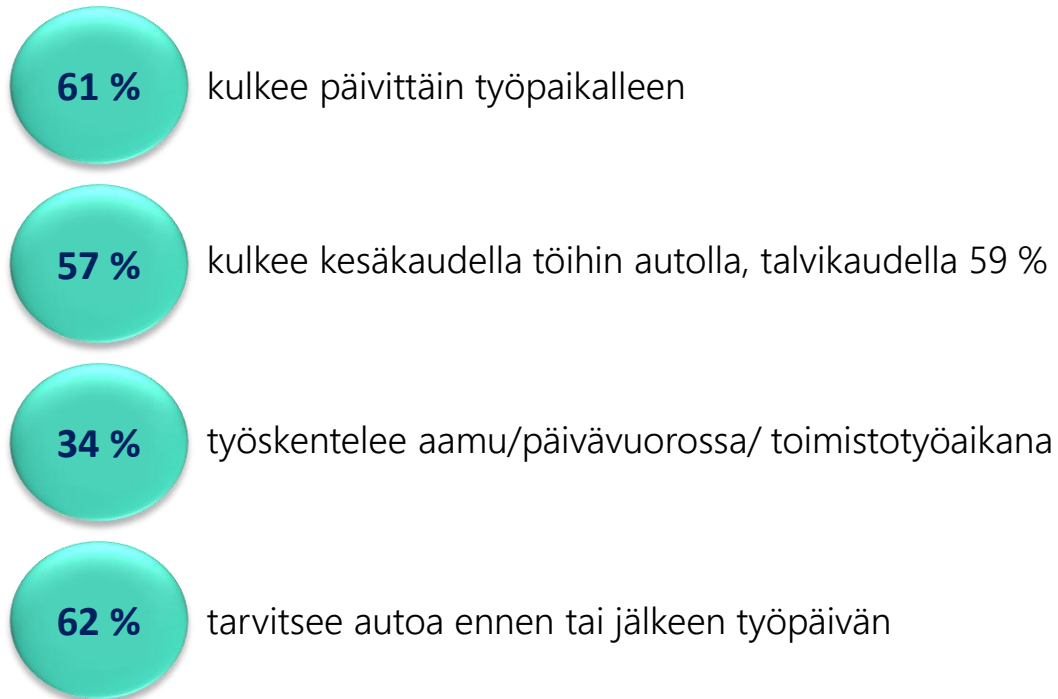 61 % kulkee päivittäin työpaikalleen
57 % kulkee kesäkaudella töihin autolla, talvikaudella 59 %
34 % työskentelee aamu/päivävuorossa/ toimistotyöaikana
62 % tarvitsee autoa ennen tai jälkeen työpäivän